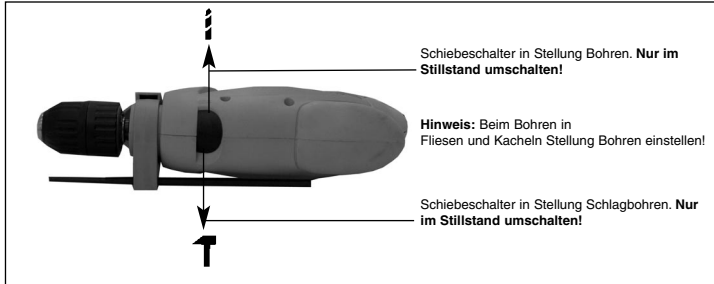 Schiebeschalter in Stellung Bohren. Nur im
Stillstand umschalten!
Hinweis: Beim Bohren in
Fliesen und Kacheln Stellung Bohren einstellen!
Schiebeschalter in Stellung Schlagbohren. Nur
im Stillstand umschalten!